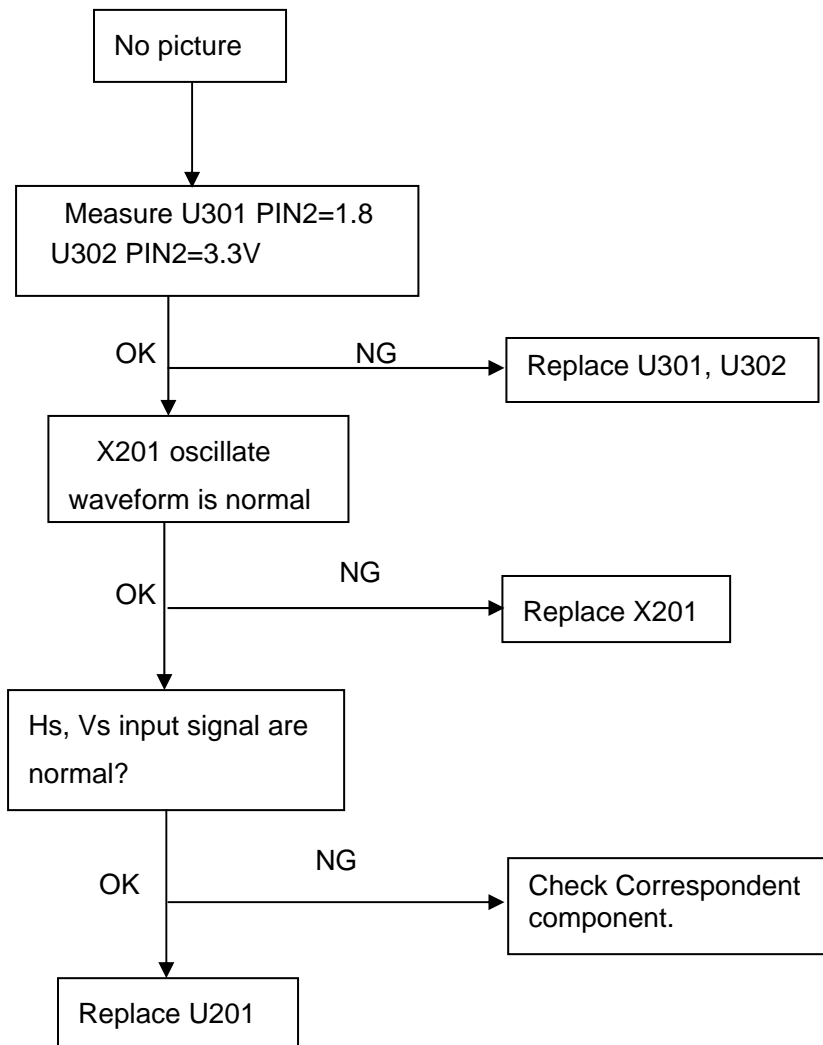 No picture
Measure U301 PIN2=1.8
U302 PIN2=3.3V
OK
NG
Replace U301, U302
X201 oscillate
waveform is normal
OK
NG
Replace X201
Hs, Vs input signal are
normal?
OK
NG
Check Correspondent
component.
Replace U201